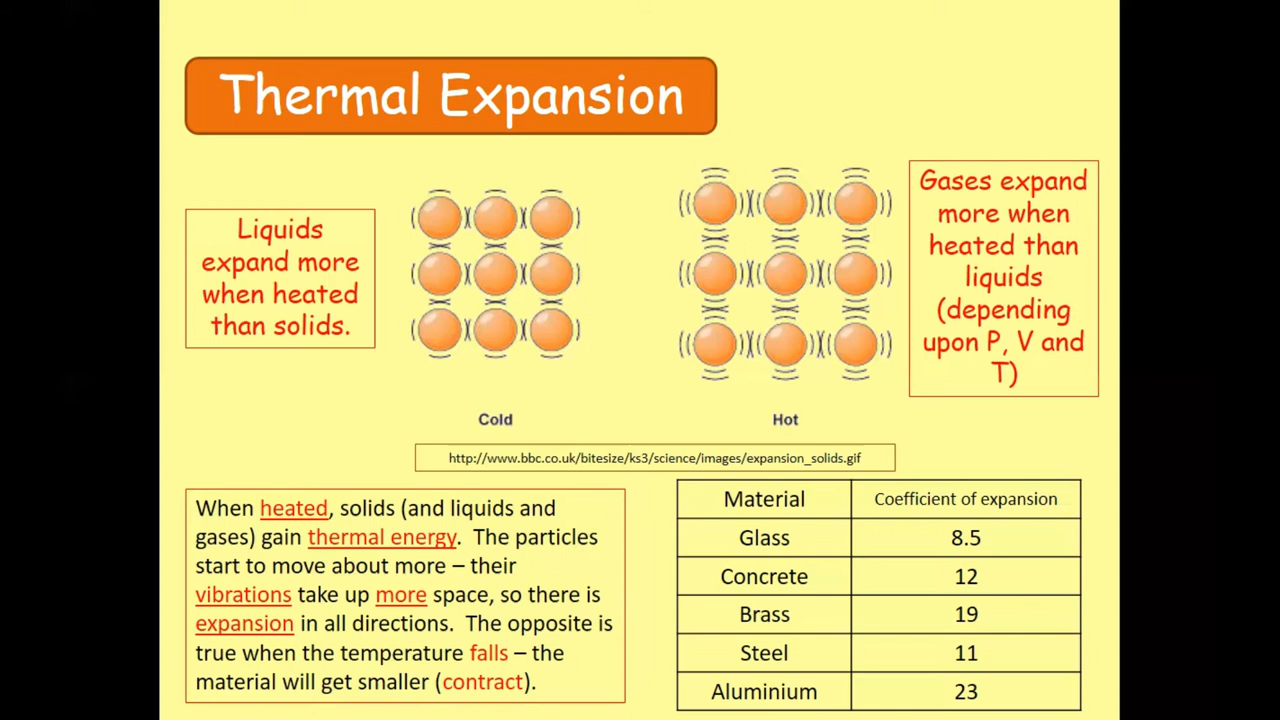 Thermal Expansion
Liquids
expand more
when heated
than solids.
Gases expand
more when
heated than
liquids
(depending
upon P, V and
T)
Cold
Hot
http://www.bbc.co.uk/bitesize/ks3/science/images/expansion_solids.gif
When heated, solids (and liquids and
gases) gain thermal energy. The particles
start to move about more – their
vibrations take up more space, so there is
expansion in all directions. The opposite is
true when the temperature falls – the
material will get smaller (contract).
Material Coefficient of expansion
Glass 8.5
Concrete 12
Brass 19
Steel 11
Aluminium 23